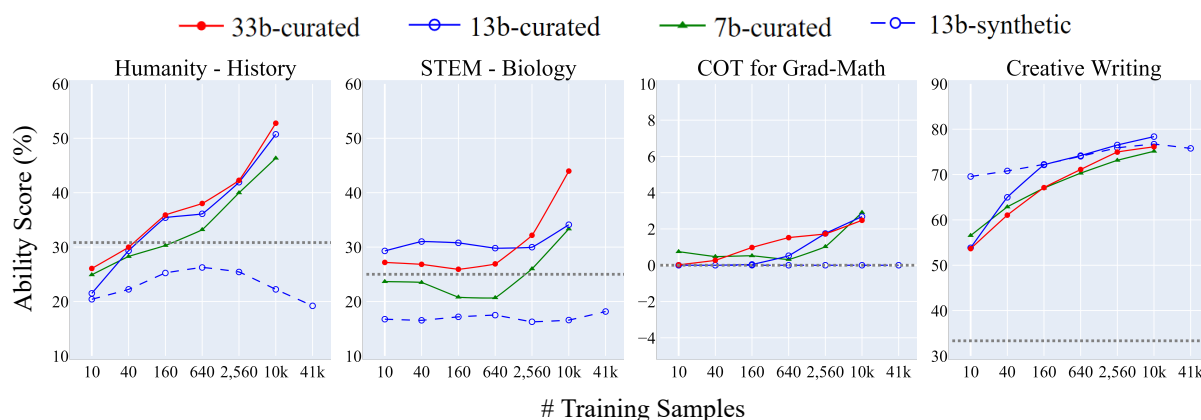 33b-curated 13b-curated 7b-curated 13b-synthetic
Humanity - History STEM - Biology COT for Grad-Math Creative Writing
Ability Score (%)
60 60 10 90
50 50 8 80
40 40 6 70
30 30 4 60
20 20 2 50
10 10 0 40
−2 30
−4
10 40 160 640 2,560 10k 41k 10 40 160 640 2,560 10k 41k 10 40 160 640 2,560 10k 41k 10 40 160 640 2,560 10k 41k
# Training Samples